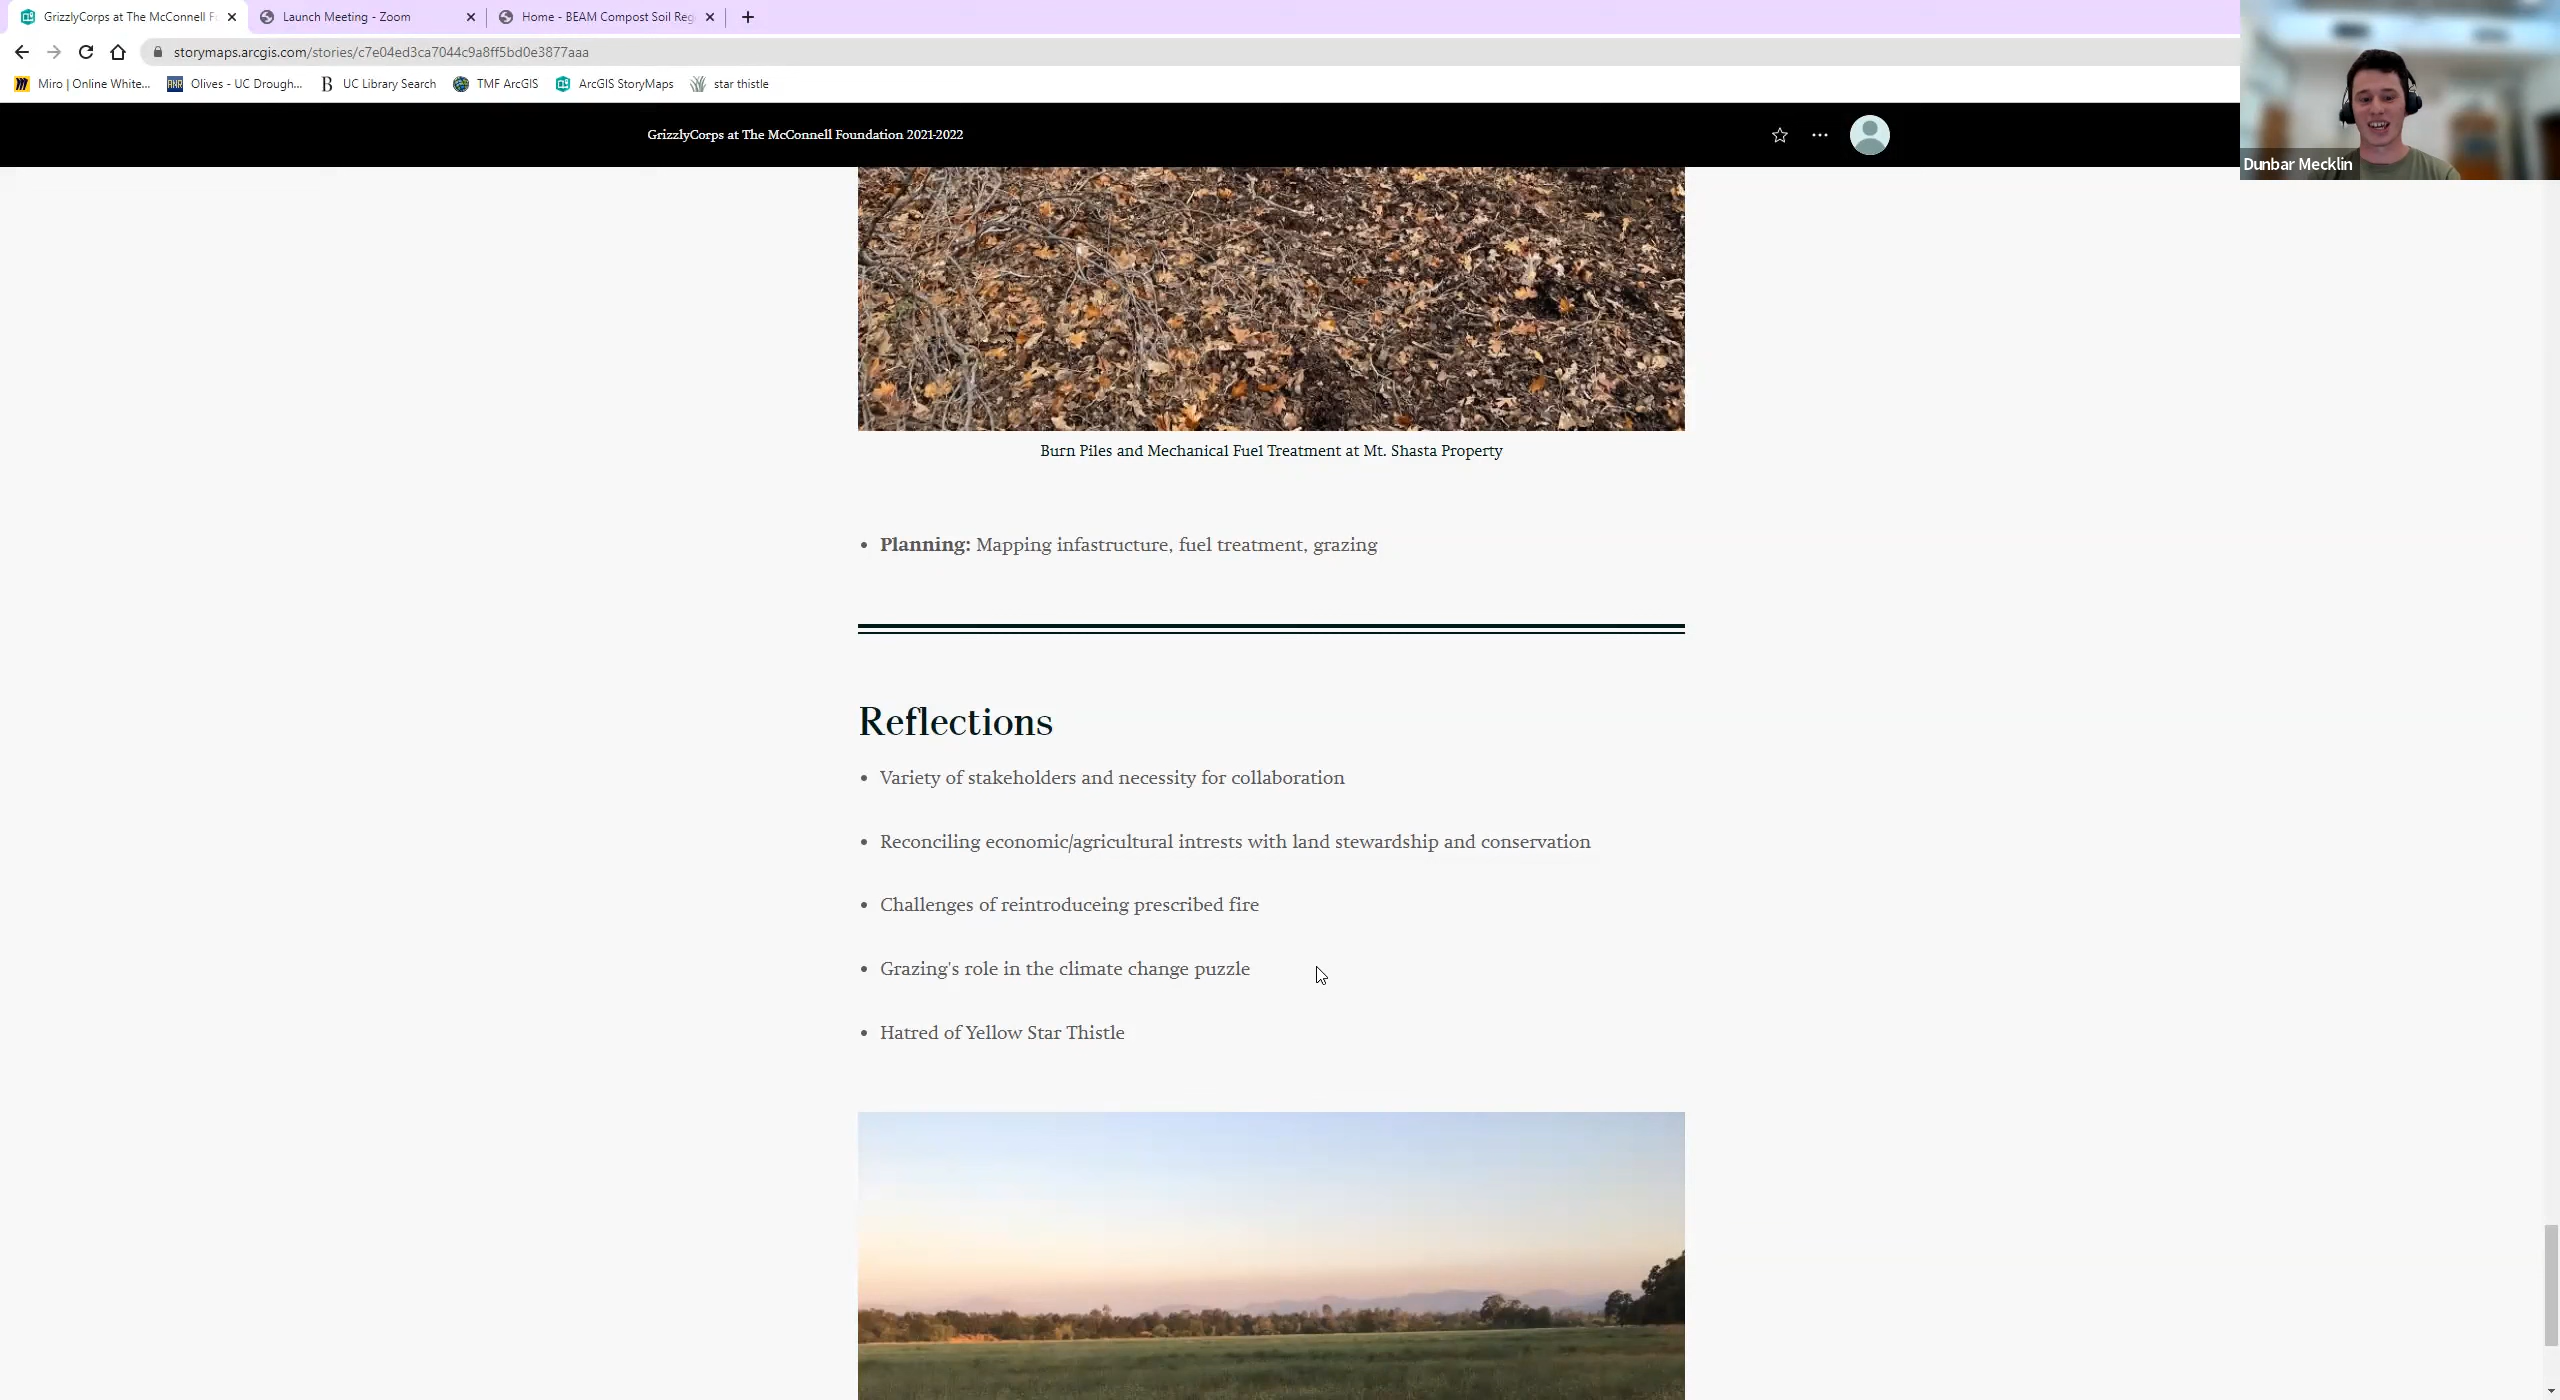 GrizzlyCorps at The McConnell F
Launch Meeting - Zoom
Home - BEAM Compost Soil Reg
storymaps.arcgis.com/stories/c7e04ed3ca7044c9a8ff5bd0e3877aaa
Miro | Online White...
Olives - UC Drough...
B UC Library Search
TMF ArcGIS
ArcGIS StoryMaps
star thistle
Dunbar Mecklin
GrizzlyCorps at The McConnell Foundation 2021-2022
Burn Piles and Mechanical Fuel Treatment at Mt. Shasta Property
• Planning: Mapping infastructure, fuel treatment, grazing
Reflections
• Variety of stakeholders and necessity for collaboration
• Reconciling economic/agricultural intrests with land stewardship and conservation
• Challenges of reintroduceing prescribed fire
• Grazing's role in the climate change puzzle
• Hatred of Yellow Star Thistle